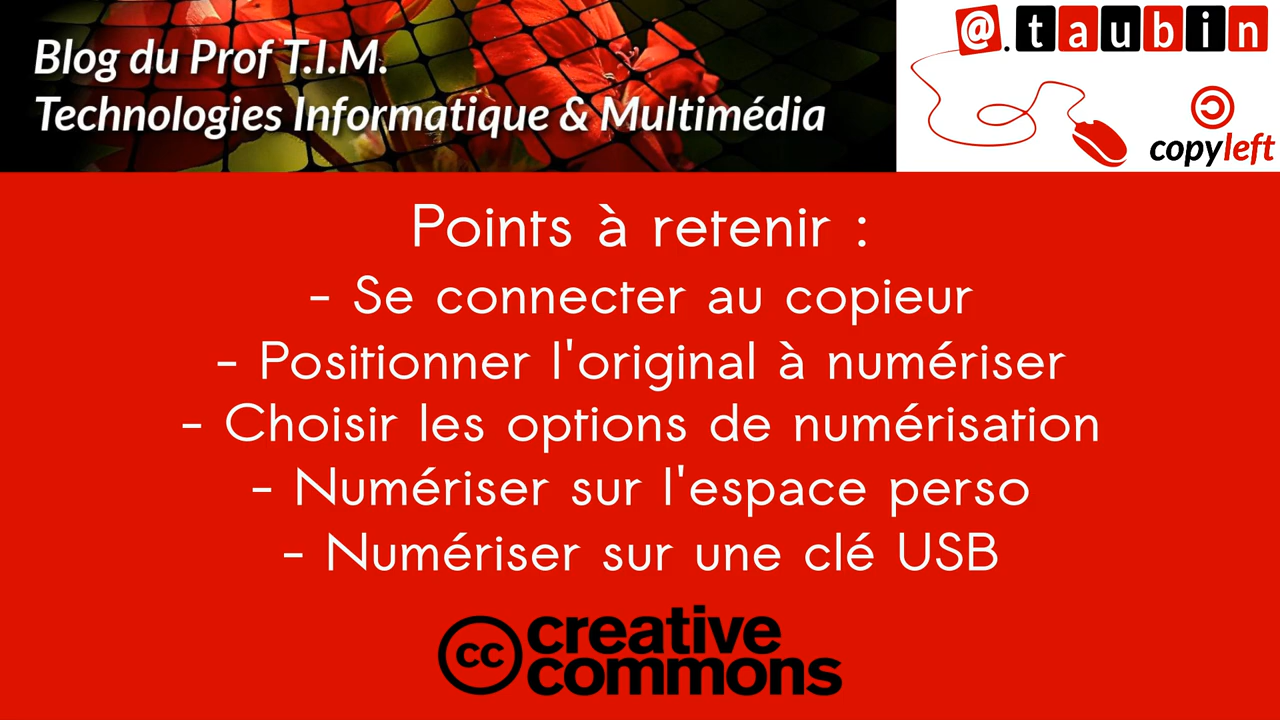 Blog du Prof T.I.M.
Technologies Informatique & Multimédia
@.taubin
copyleft
Points à retenir :
- Se connecter au copieur
- Positionner l'original à numériser
- Choisir les options de numérisation
- Numériser sur l'espace perso
- Numériser sur une clé USB
cc creative
commons